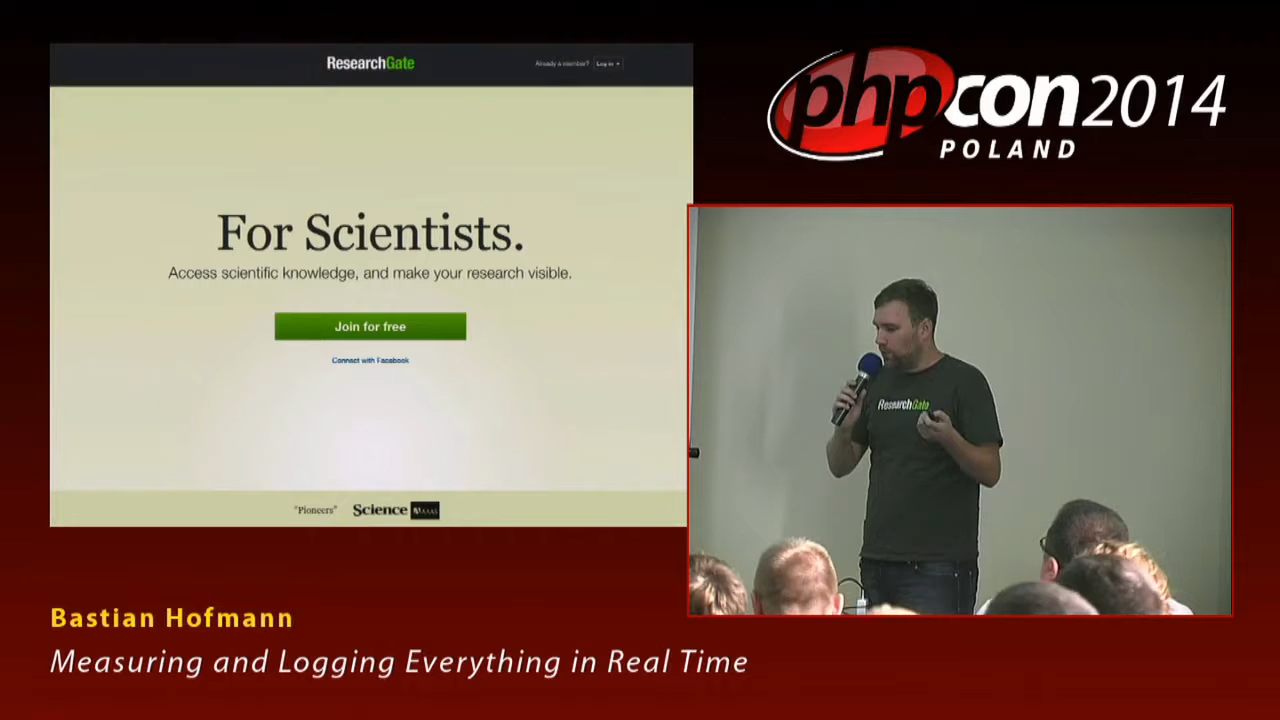 ResearchGate
Already a member? Log in
For Scientists.
Access scientific knowledge, and make your research visible.
Join for free
Connect with Facebook
"Pioneers" Science AAAS
phpcon2014
POLAND
ResearchGate
Bastian Hofmann
Measuring and Logging Everything in Real Time